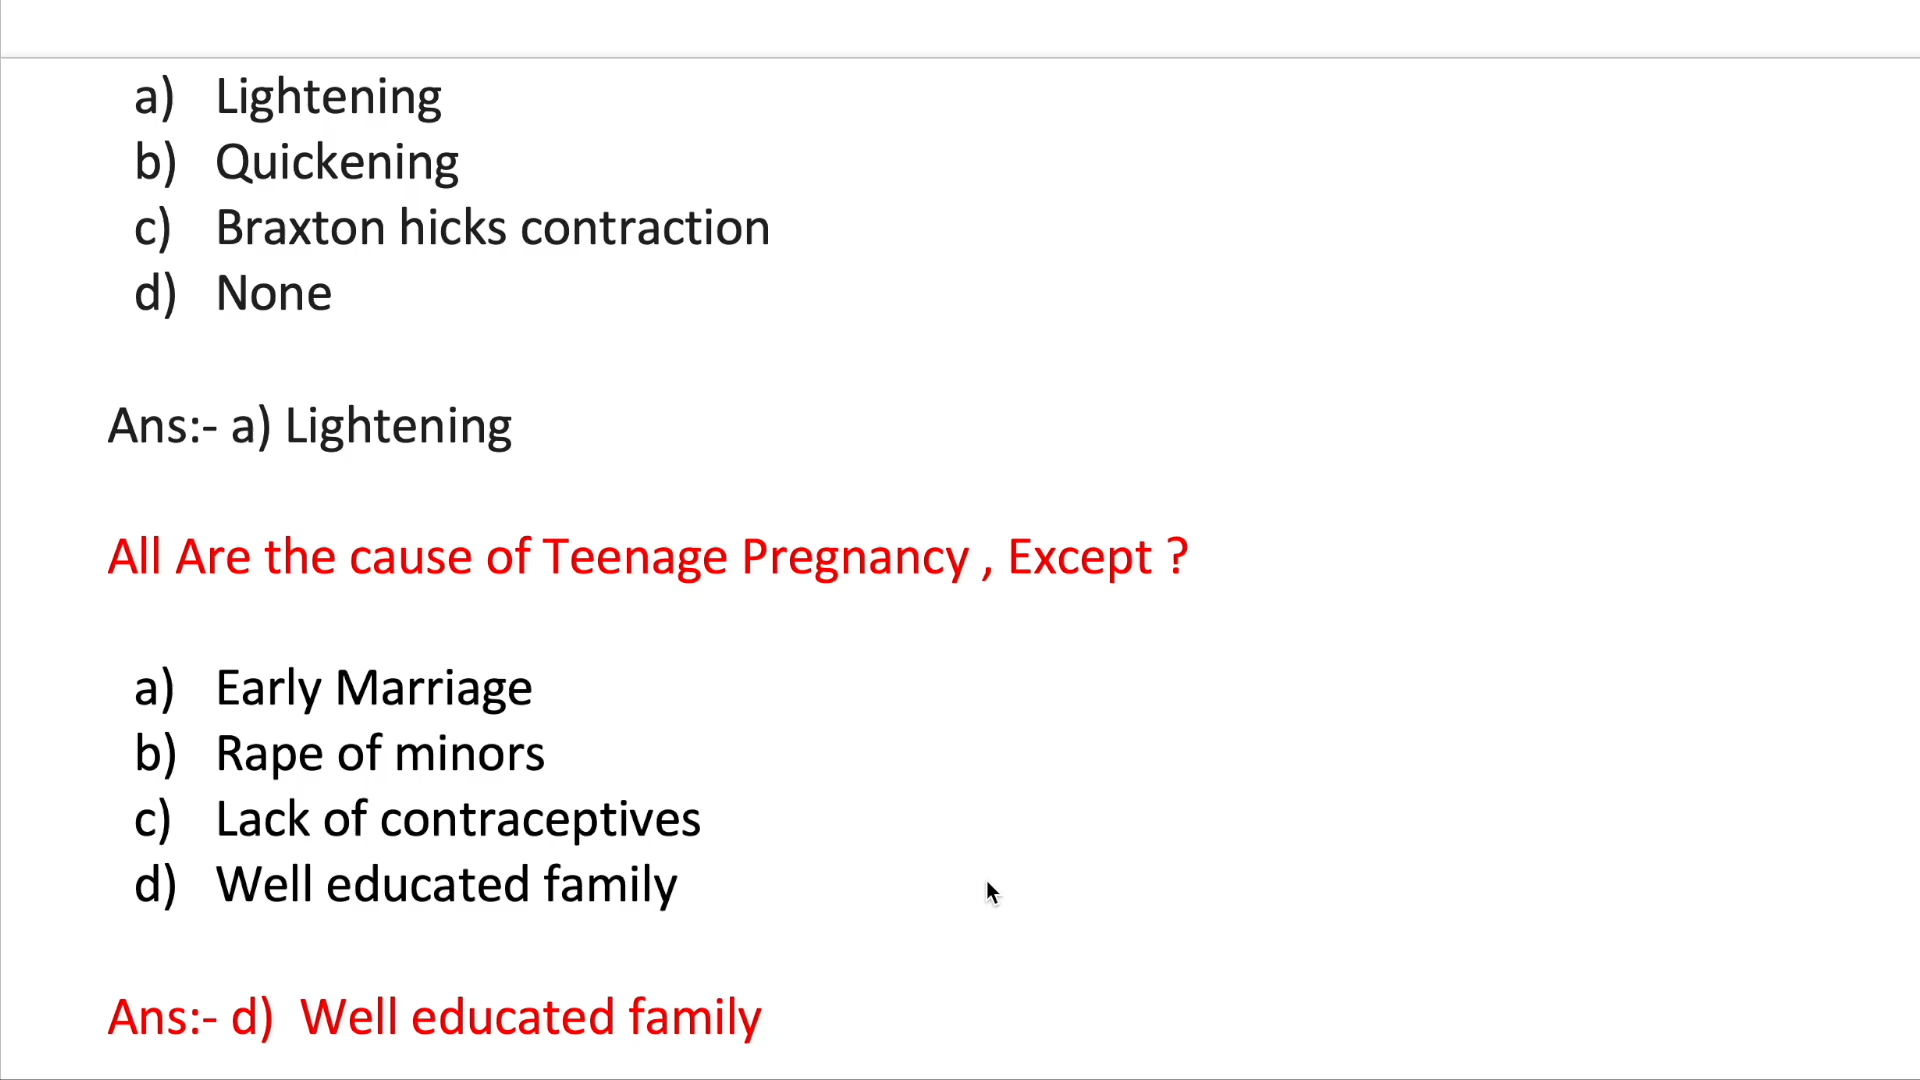 a) Lightening
b) Quickening
c) Braxton hicks contraction
d) None
Ans:- a) Lightening
All Are the cause of Teenage Pregnancy , Except ?
a) Early Marriage
b) Rape of minors
c) Lack of contraceptives
d) Well educated family
Ans:- d) Well educated family